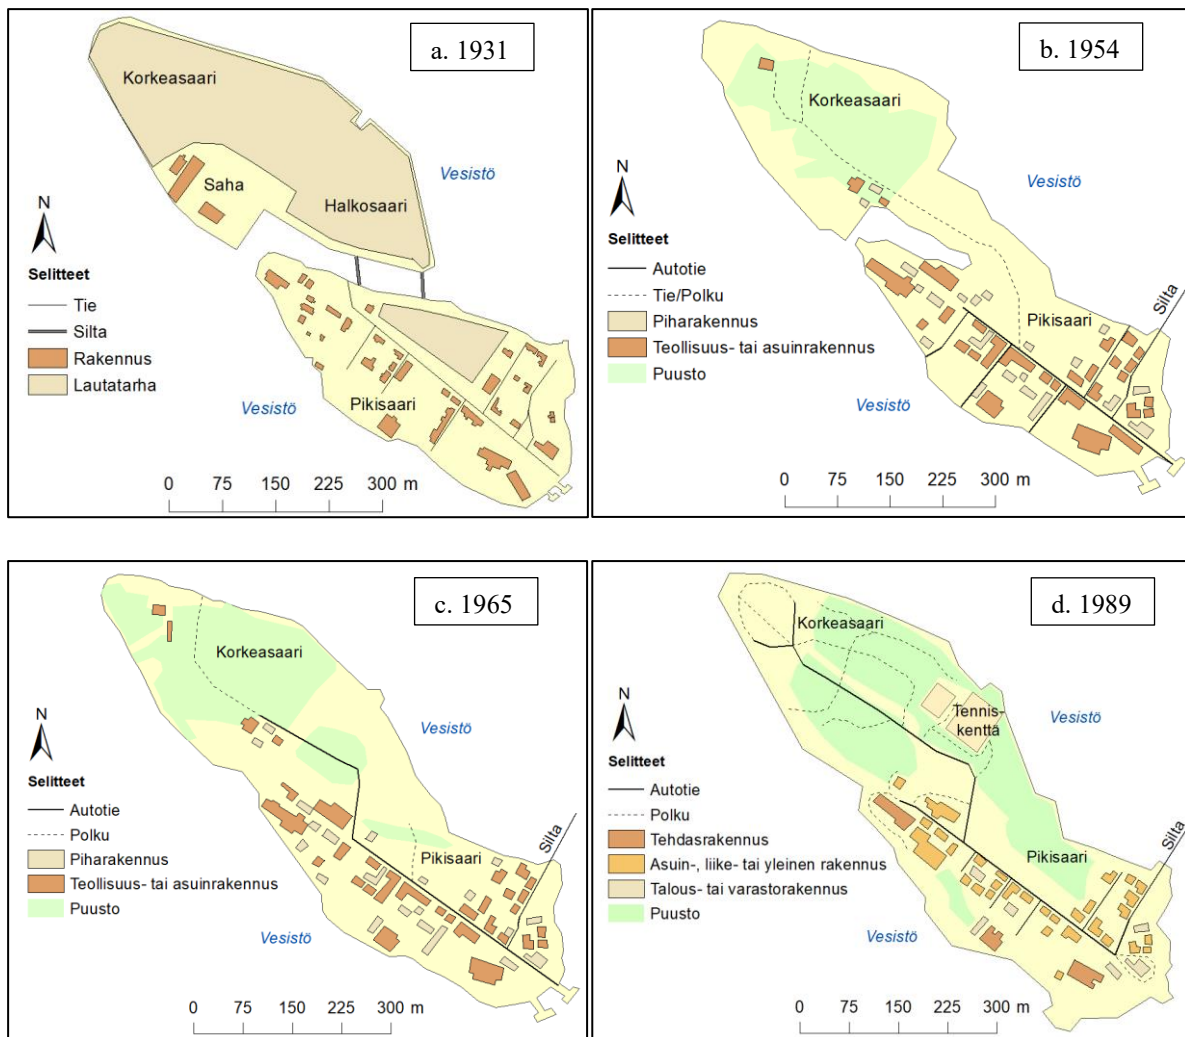 a. 1931
Korkeasaari
Vesistö
Saha
Halkosaari
N
Selitteet
Tie
Silta
Rakennus
Lautatarha
Vesistö
Pikisaari
0 75 150 225 300 m
b. 1954
Korkeasaari
Vesistö
N
Selitteet
Autotie
Tie/Polku
Piharakennus
Teollisuus- tai asuinrakennus
Puusto
Silta
Pikisaari
Vesistö
0 75 150 225 300 m
c. 1965
Korkeasaari
Vesistö
N
Selitteet
Autotie
Polku
Piharakennus
Teollisuus- tai asuinrakennus
Puusto
Silta
Pikisaari
Vesistö
0 75 150 225 300 m
d. 1989
Korkeasaari
Tennis-
kenttä
Vesistö
N
Selitteet
Autotie
Polku
Tehdasrakennus
Asuin-, liike- tai yleinen rakennus
Talous- tai varastorakennus
Puusto
Silta
Pikisaari
Vesistö
0 75 150 225 300 m